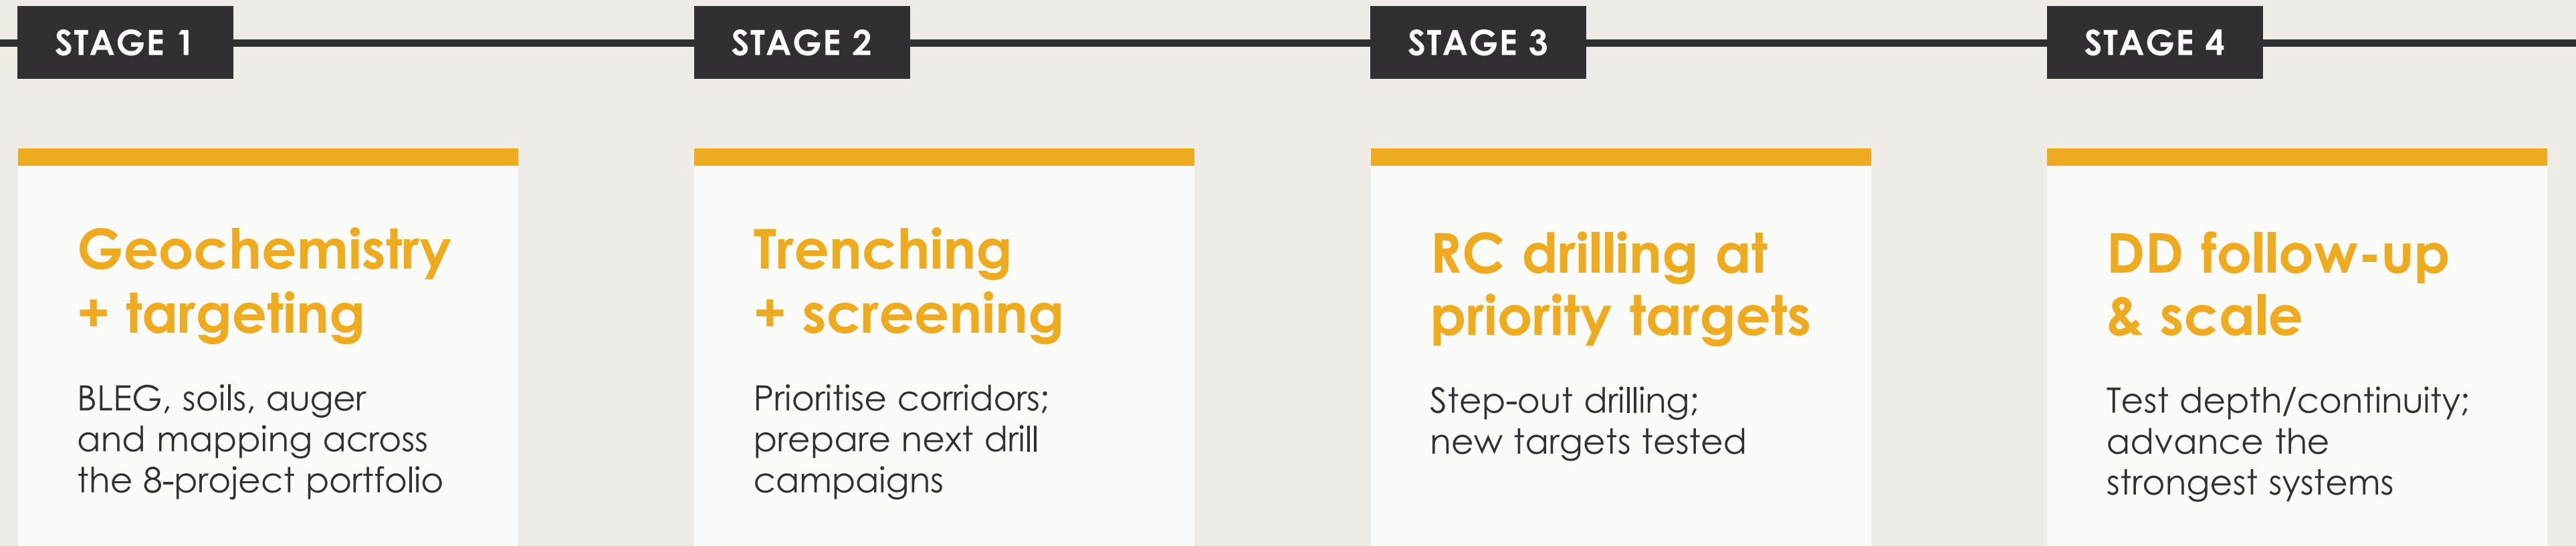 STAGE 1
Geochemistry
+ targeting
BLEG, soils, auger
and mapping across
the 8-project portfolio
STAGE 2
Trenching
+ screening
Prioritise corridors;
prepare next drill
campaigns
STAGE 3
RC drilling at
priority targets
Step-out drilling;
new targets tested
STAGE 4
DD follow-up
& scale
Test depth/continuity;
advance the
strongest systems